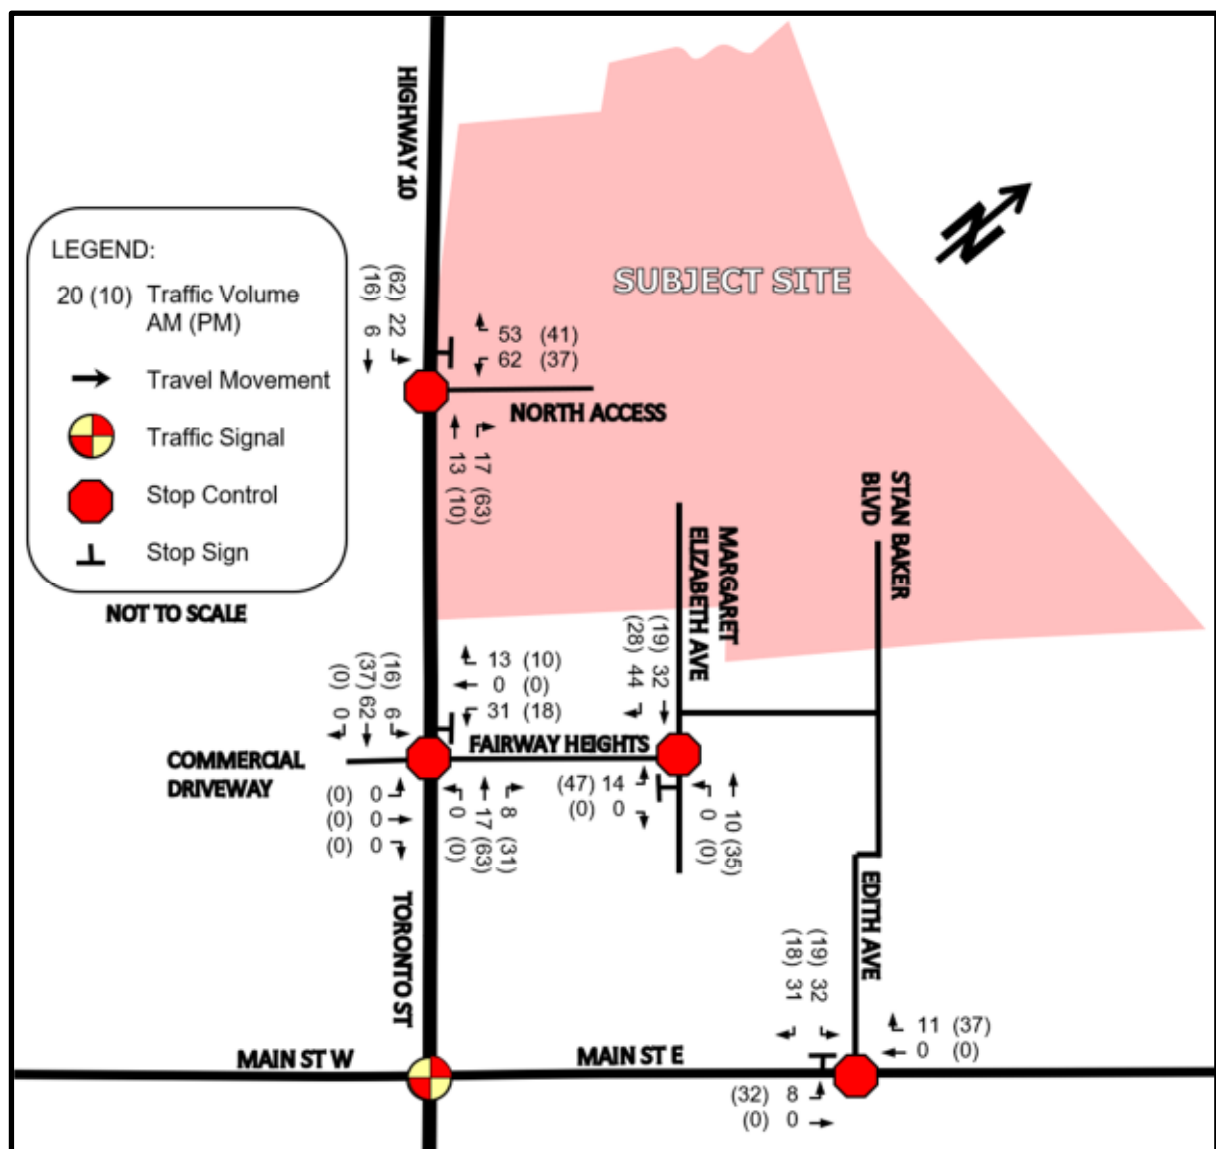 HIGHWAY 10
LEGEND:
20 (10) Traffic Volume
AM (PM)
Travel Movement
Traffic Signal
Stop Control
Stop Sign
NOT TO SCALE
N
SUBJECT SITE
(62) 22
(16) 6
53 (41)
62 (37)
NORTH ACCESS
17 (63)
13 (10)
STAN BAKER
BLVD
MARGARET
ELIZABETH AVE
(19) 32
(28) 44
(16) 6
(37) 62
(0) 0
13 (10)
0 (0)
31 (18)
FAIRWAY HEIGHTS
COMMERCIAL
DRIVEWAY
(0) 0
(0) 0
(0) 0
8 (31)
17 (63)
0 (0)
(47) 14
(0) 0
10 (35)
0 (0)
TORONTO ST
EDITH AVE
(19) 32
(18) 31
11 (37)
0 (0)
MAIN ST W
MAIN ST E
(32) 8
(0) 0